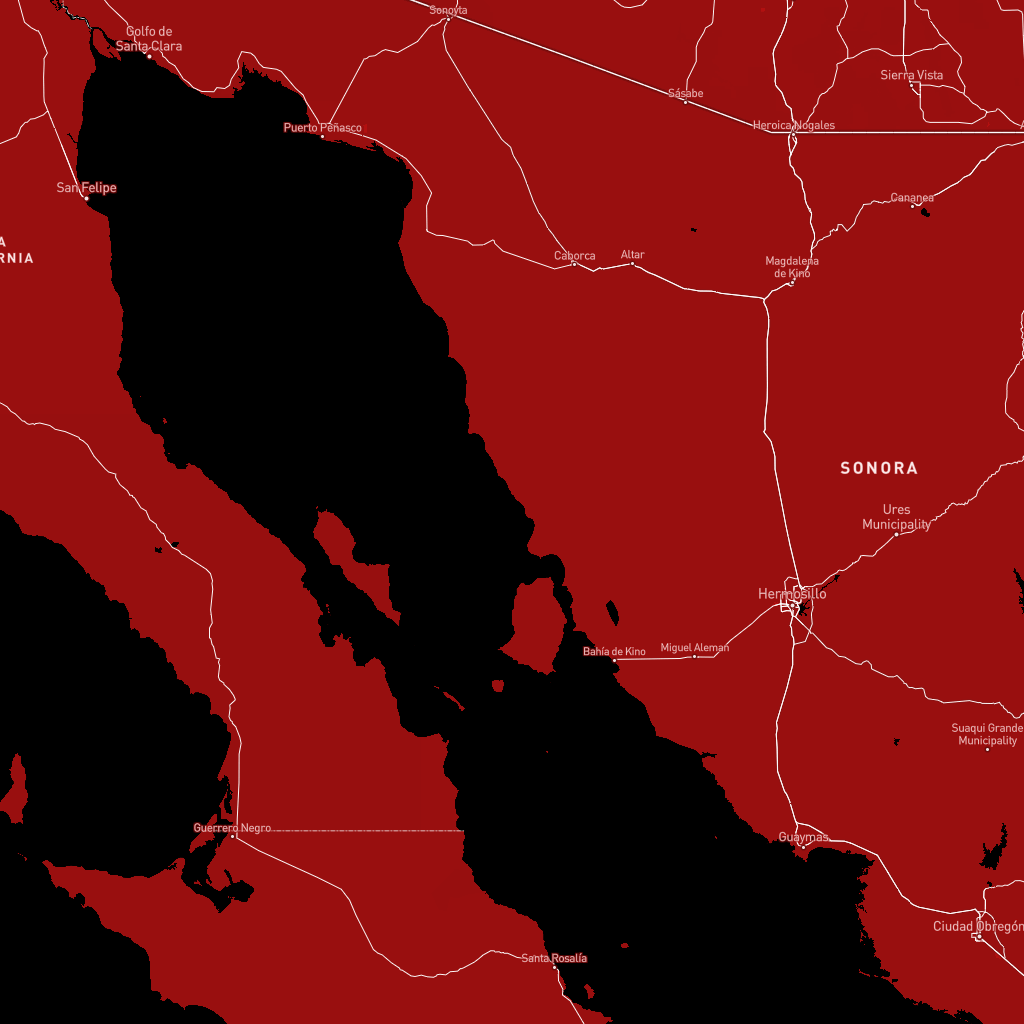 Sonoyta
Golfo de
Santa Clara
Sierra Vista
Sásabe
Puerto Peñasco
Heroica Nogales
A
San Felipe
Cananea
A
RNIA
Caborca
Altar
Magdalena
de Kino
SONORA
Ures
Municipality
Hermosillo
Bahía de Kino
Miguel Aleman
Suaqui Grande
Municipality
Guerrero Negro
Guaymas
Ciudad Obregón
Santa Rosalía